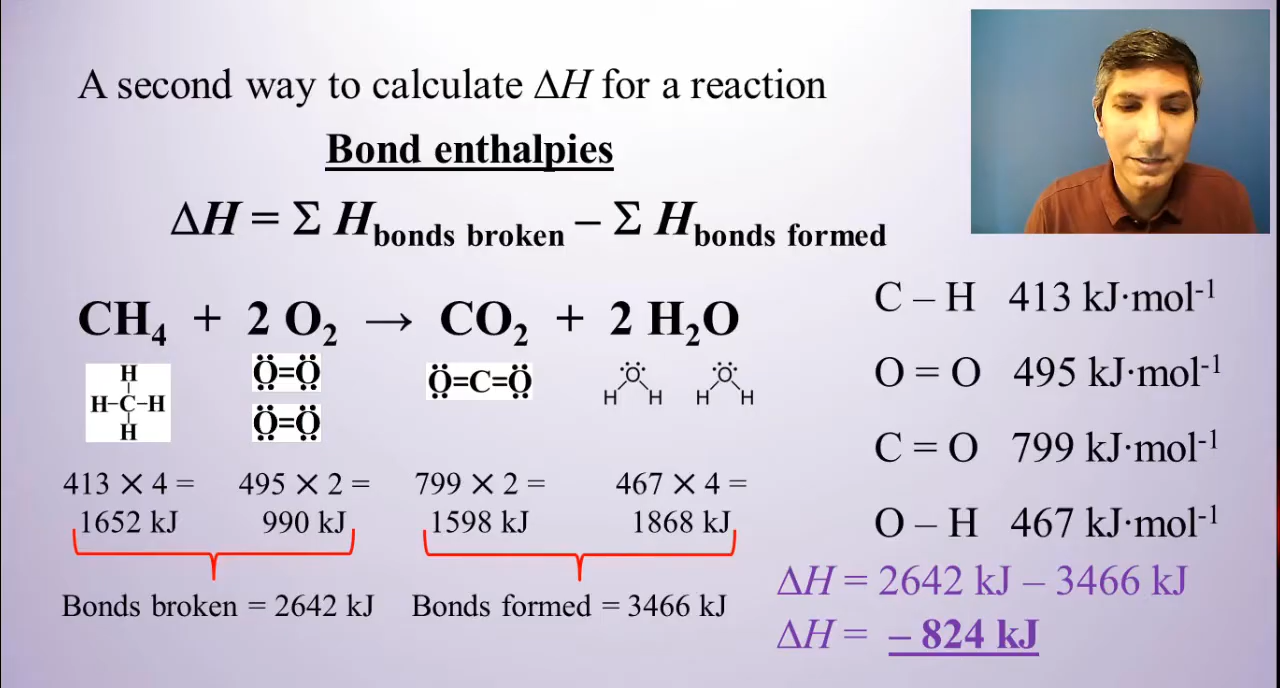 A second way to calculate ΔH for a reaction
Bond enthalpies
ΔH = Σ H bonds broken – Σ H bonds formed
CH₄ + 2 O₂ → CO₂ + 2 H₂O
H
H–C–H
H
Ö=Ö
Ö=Ö
Ö=C=Ö
Ö
H H
Ö
H H
413 × 4 =
1652 kJ
495 × 2 =
990 kJ
799 × 2 =
1598 kJ
467 × 4 =
1868 kJ
Bonds broken = 2642 kJ
Bonds formed = 3466 kJ
C – H 413 kJ·mol⁻¹
O = O 495 kJ·mol⁻¹
C = O 799 kJ·mol⁻¹
O – H 467 kJ·mol⁻¹
ΔH = 2642 kJ – 3466 kJ
ΔH = – 824 kJ